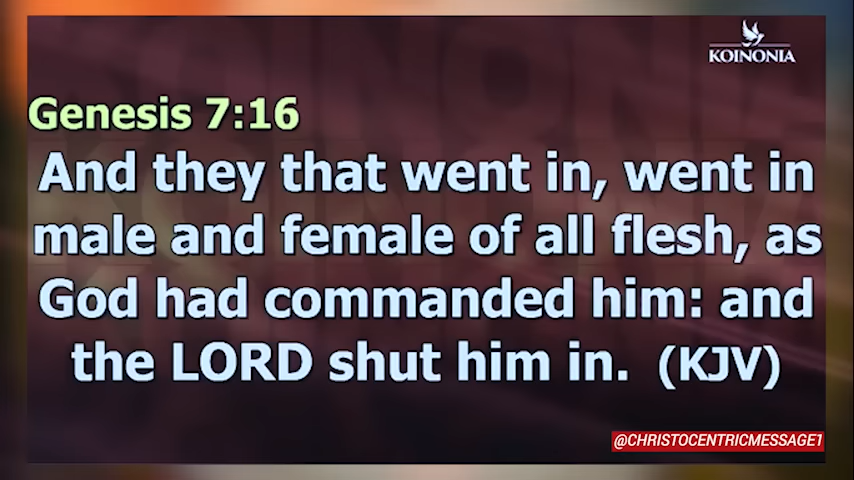 KOINONIA
Genesis 7:16
And they that went in, went in
male and female of all flesh, as
God had commanded him: and
the LORD shut him in. (KJV)
@CHRISTOCENTRICMESSAGE1